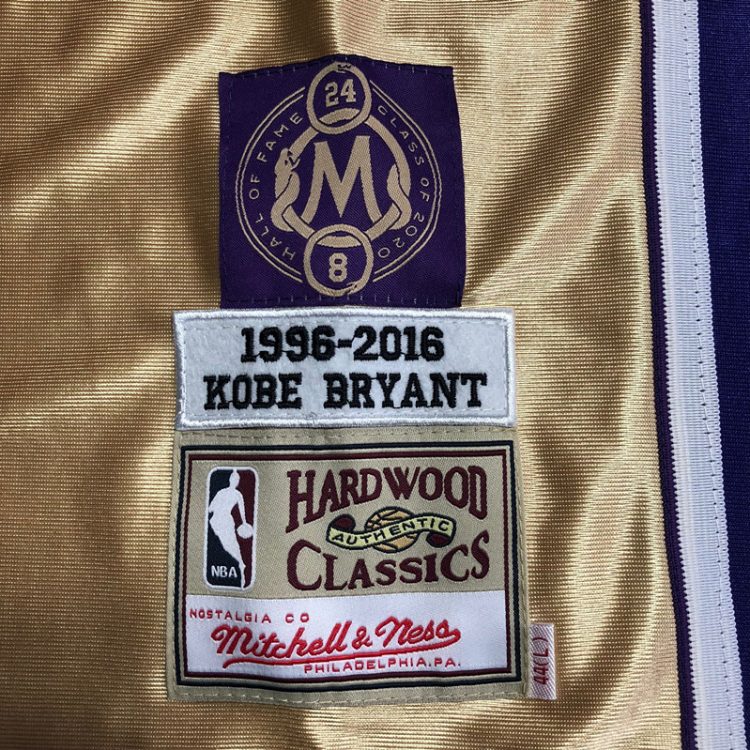 24
HALL OF FAME CLASS OF 2020
M
8
1996-2016
KOBE BRYANT
HARDWOOD
AUTHENTIC
CLASSICS
NBA
NOSTALGIA CO
Mitchell & Ness
PHILADELPHIA, PA.
44(L)